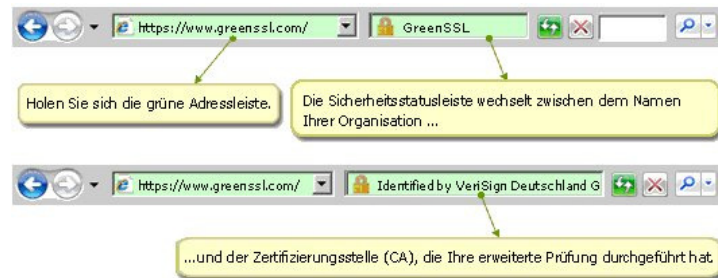 https://www.greenssl.com/ GreenSSL
Holen Sie sich die grüne Adressleiste.
Die Sicherheitsstatusleiste wechselt zwischen dem Namen
Ihrer Organisation ...
https://www.greenssl.com/ Identified by VeriSign Deutschland G
...und der Zertifizierungsstelle (CA), die Ihre erweiterte Prüfung durchgeführt hat.